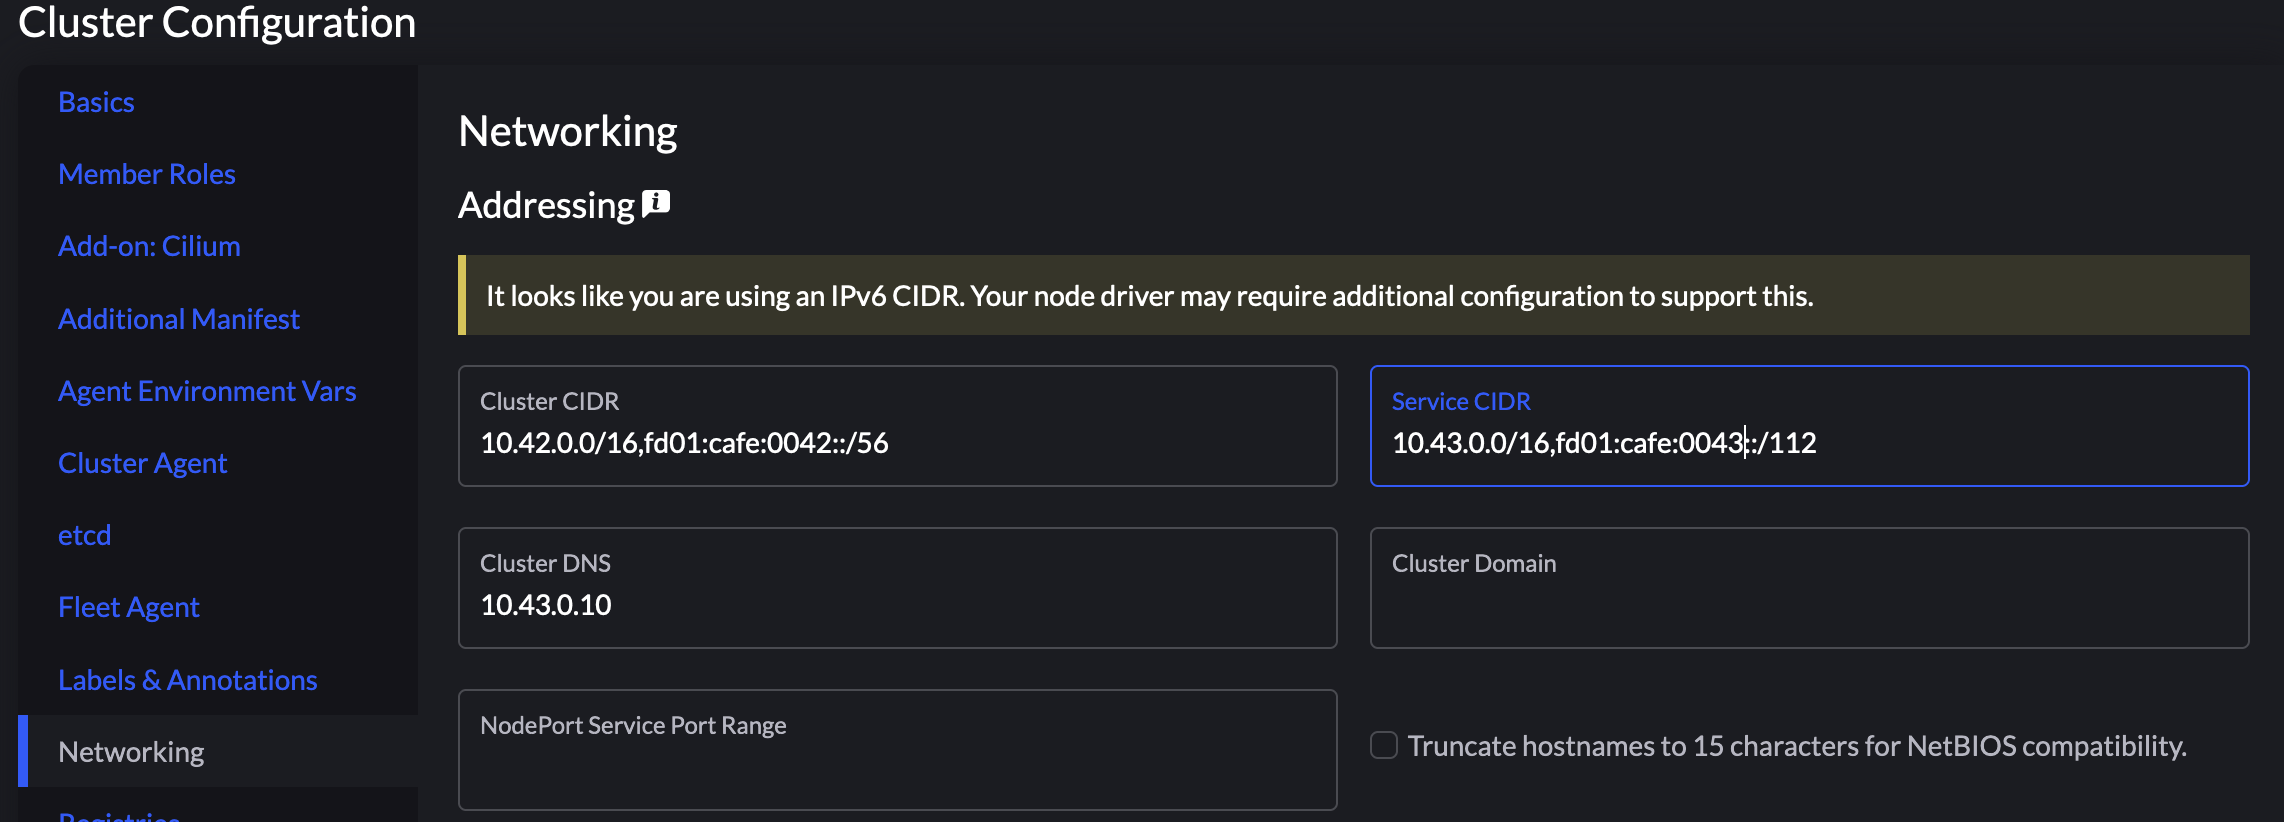 Cluster Configuration
Basics
Member Roles
Add-on: Cilium
Additional Manifest
Agent Environment Vars
Cluster Agent
etcd
Fleet Agent
Labels & Annotations
Networking
Registries
Networking
Addressing
It looks like you are using an IPv6 CIDR. Your node driver may require additional configuration to support this.
Cluster CIDR
10.42.0.0/16,fd01:cafe:0042::/56
Service CIDR
10.43.0.0/16,fd01:cafe:0043::/112
Cluster DNS
10.43.0.10
Cluster Domain
NodePort Service Port Range
Truncate hostnames to 15 characters for NetBIOS compatibility.